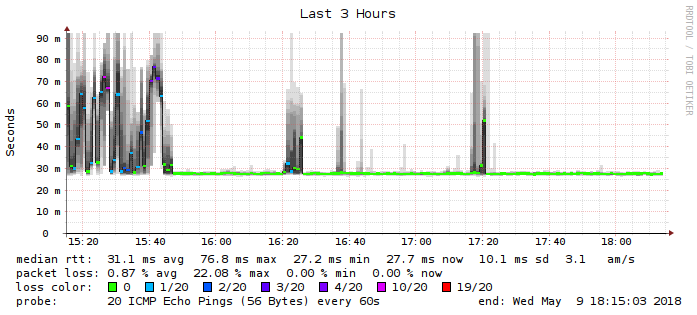 Last 3 Hours
RRDTOOL / TOBI OETIKER
Seconds
90 m
80 m
70 m
60 m
50 m
40 m
30 m
20 m
10 m
0
15:20 15:40 16:00 16:20 16:40 17:00 17:20 17:40 18:00
median rtt: 31.1 ms avg 76.8 ms max 27.2 ms min 27.7 ms now 10.1 ms sd 3.1 am/s
packet loss: 0.87 % avg 22.08 % max 0.00 % min 0.00 % now
loss color: 0 1/20 2/20 3/20 4/20 10/20 19/20
probe: 20 ICMP Echo Pings (56 Bytes) every 60s end: Wed May 9 18:15:03 2018